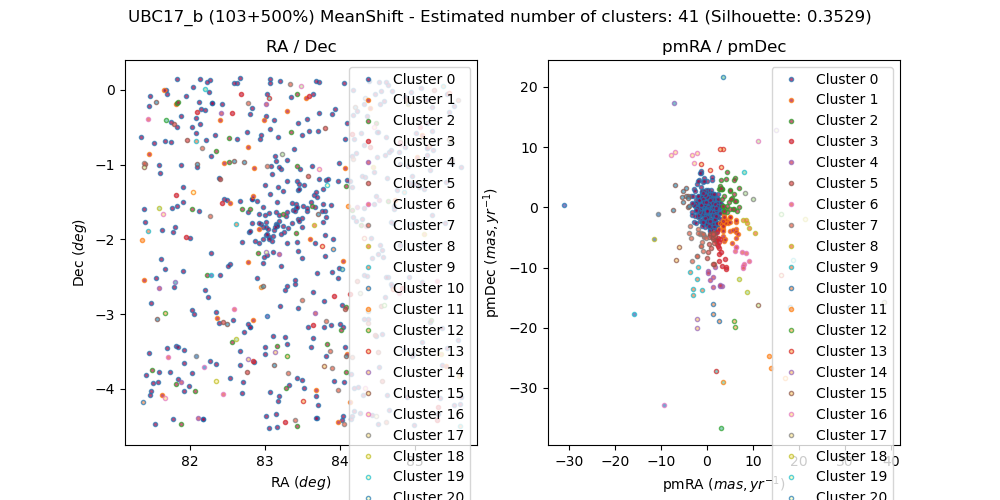 UBC17_b (103+500%) MeanShift - Estimated number of clusters: 41 (Silhouette: 0.3529)
RA / Dec
0
−1
−2
−3
−4
Dec (deg)
82
83
84
85
RA (deg)
Cluster 0
Cluster 1
Cluster 2
Cluster 3
Cluster 4
Cluster 5
Cluster 6
Cluster 7
Cluster 8
Cluster 9
Cluster 10
Cluster 11
Cluster 12
Cluster 13
Cluster 14
Cluster 15
Cluster 16
Cluster 17
Cluster 18
Cluster 19
Cluster 20
pmRA / pmDec
20
10
0
−10
−20
−30
pmDec (mas, yr⁻¹)
−30
−20
−10
0
10
20
30
40
pmRA (mas, yr⁻¹)
Cluster 0
Cluster 1
Cluster 2
Cluster 3
Cluster 4
Cluster 5
Cluster 6
Cluster 7
Cluster 8
Cluster 9
Cluster 10
Cluster 11
Cluster 12
Cluster 13
Cluster 14
Cluster 15
Cluster 16
Cluster 17
Cluster 18
Cluster 19
Cluster 20